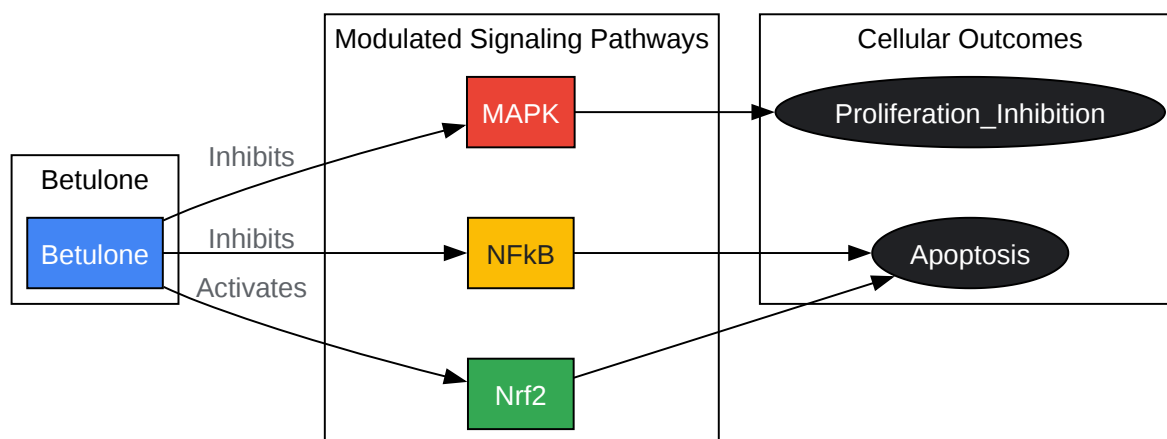 Modulated Signaling Pathways
Cellular Outcomes
MAPK
Proliferation_Inhibition
Inhibits
Betulone
Betulone
Inhibits
NFkB
Apoptosis
Activates
Nrf2